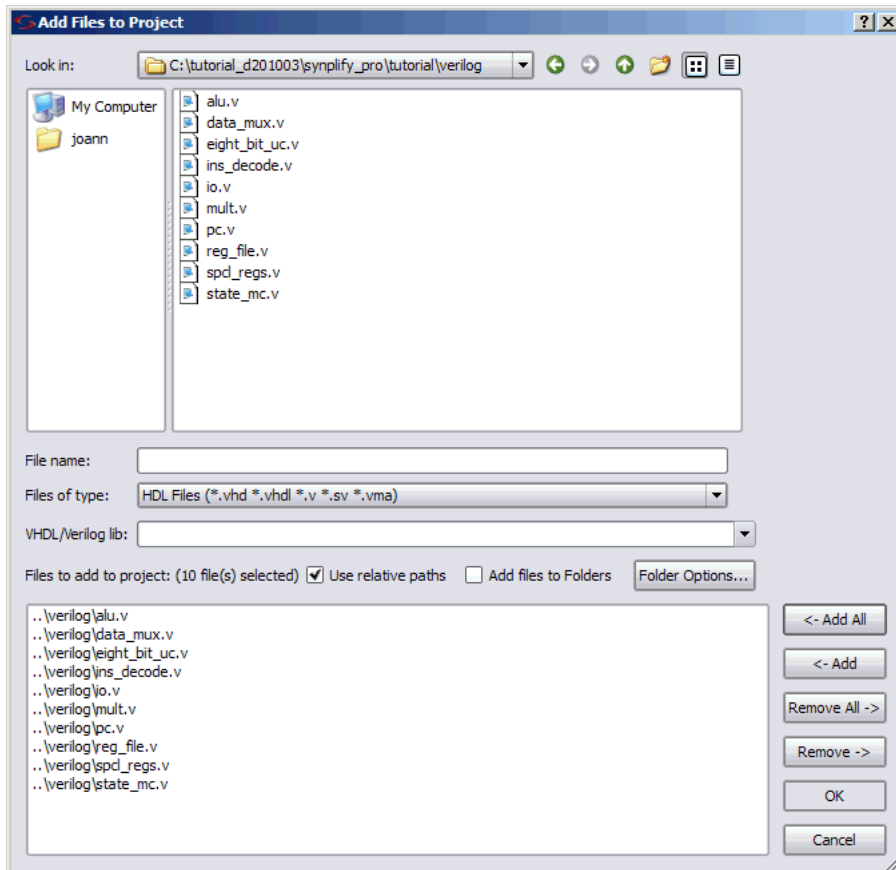 Add Files to Project
Look in: C:\tutorial_d201003\synplify_pro\tutorial\verilog
My Computer
joann
alu.v
data_mux.v
eight_bit_uc.v
ins_decode.v
io.v
mult.v
pc.v
reg_file.v
spcl_regs.v
state_mc.v
File name:
Files of type: HDL Files (*.vhd *.vhdl *.v *.sv *.vma)
VHDL/Verilog lib:
Files to add to project: (10 file(s) selected) Use relative paths Add files to Folders Folder Options...
..\verilog\alu.v
..\verilog\data_mux.v
..\verilog\eight_bit_uc.v
..\verilog\ins_decode.v
..\verilog\io.v
..\verilog\mult.v
..\verilog\pc.v
..\verilog\reg_file.v
..\verilog\spcl_regs.v
..\verilog\state_mc.v
<- Add All
<- Add
Remove All ->
Remove ->
OK
Cancel